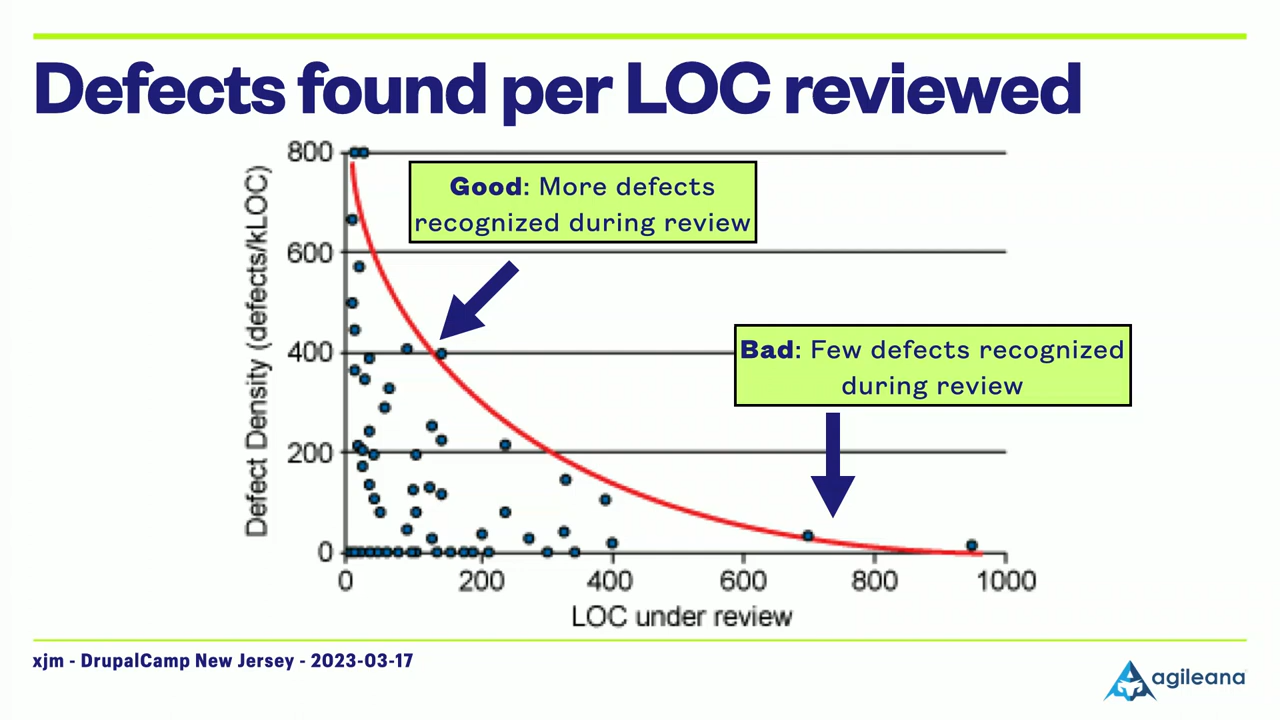 Defects found per LOC reviewed
Defect Density (defects/kLOC)
800
600
400
200
0
Good: More defects
recognized during review
Bad: Few defects recognized
during review
0 200 400 600 800 1000
LOC under review
xjm - DrupalCamp New Jersey - 2023-03-17
agileana